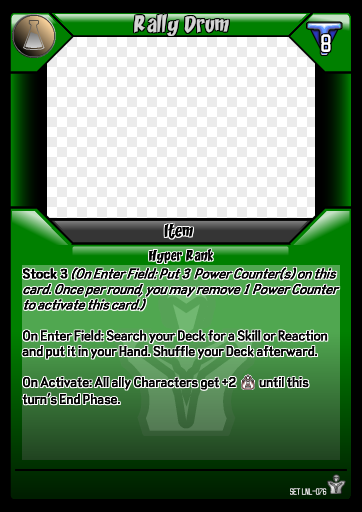 Rally Drum
8
Item
Hyper Rank
Stock 3 (On Enter Field: Put 3 Power Counter(s) on this
card. Once per round, you may remove 1 Power Counter
to activate this card.)
On Enter Field: Search your Deck for a Skill or Reaction
and put it in your Hand. Shuffle your Deck afterward.
On Activate: All ally Characters get +2 until this
turn's End Phase.
SET LNL-076